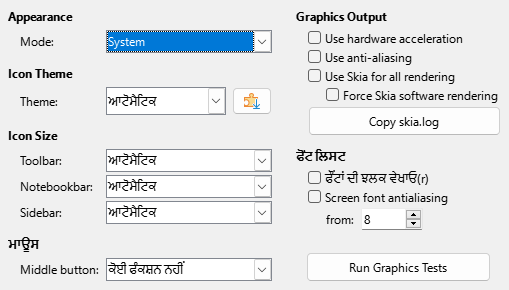 Appearance
Mode: System
Icon Theme
Theme: ਆਟੋਮੈਟਿਕ
Icon Size
Toolbar: ਆਟੋਮੈਟਿਕ
Notebookbar: ਆਟੋਮੈਟਿਕ
Sidebar: ਆਟੋਮੈਟਿਕ
ਮਾਊਸ
Middle button: ਕੋਈ ਫੰਕਸ਼ਨ ਨਹੀਂ
Graphics Output
Use hardware acceleration
Use anti-aliasing
Use Skia for all rendering
Force Skia software rendering
Copy skia.log
ਫੋਂਟ ਲਿਸਟ
ਫੌਂਟਾਂ ਦੀ ਝਲਕ ਵੇਖਾਓ(r)
Screen font antialiasing
from: 8
Run Graphics Tests